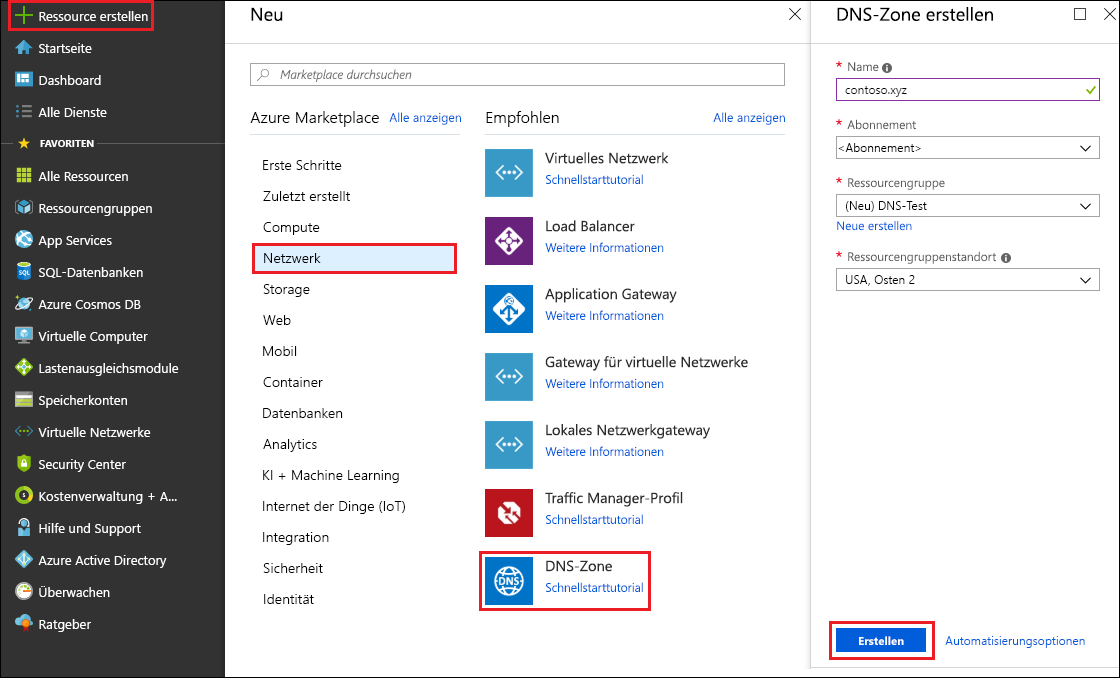 Ressource erstellen
Startseite
Dashboard
Alle Dienste
FAVORITEN
Alle Ressourcen
Ressourcengruppen
App Services
SQL-Datenbanken
Azure Cosmos DB
Virtuelle Computer
Lastenausgleichsmodule
Speicherkonten
Virtuelle Netzwerke
Security Center
Kostenverwaltung + A...
Hilfe und Support
Azure Active Directory
Überwachen
Ratgeber
Neu
Marketplace durchsuchen
Azure Marketplace Alle anzeigen
Erste Schritte
Zuletzt erstellt
Compute
Netzwerk
Storage
Web
Mobil
Container
Datenbanken
Analytics
KI + Machine Learning
Internet der Dinge (IoT)
Integration
Sicherheit
Identität
Empfohlen Alle anzeigen
Virtuelles Netzwerk
Schnellstarttutorial
Load Balancer
Weitere Informationen
Application Gateway
Weitere Informationen
Gateway für virtuelle Netzwerke
Weitere Informationen
Lokales Netzwerkgateway
Weitere Informationen
Traffic Manager-Profil
Schnellstarttutorial
DNS
DNS-Zone
Schnellstarttutorial
DNS-Zone erstellen
* Name
contoso.xyz
* Abonnement
<Abonnement>
* Ressourcengruppe
(Neu) DNS-Test
Neue erstellen
* Ressourcengruppenstandort
USA, Osten 2
Erstellen Automatisierungsoptionen